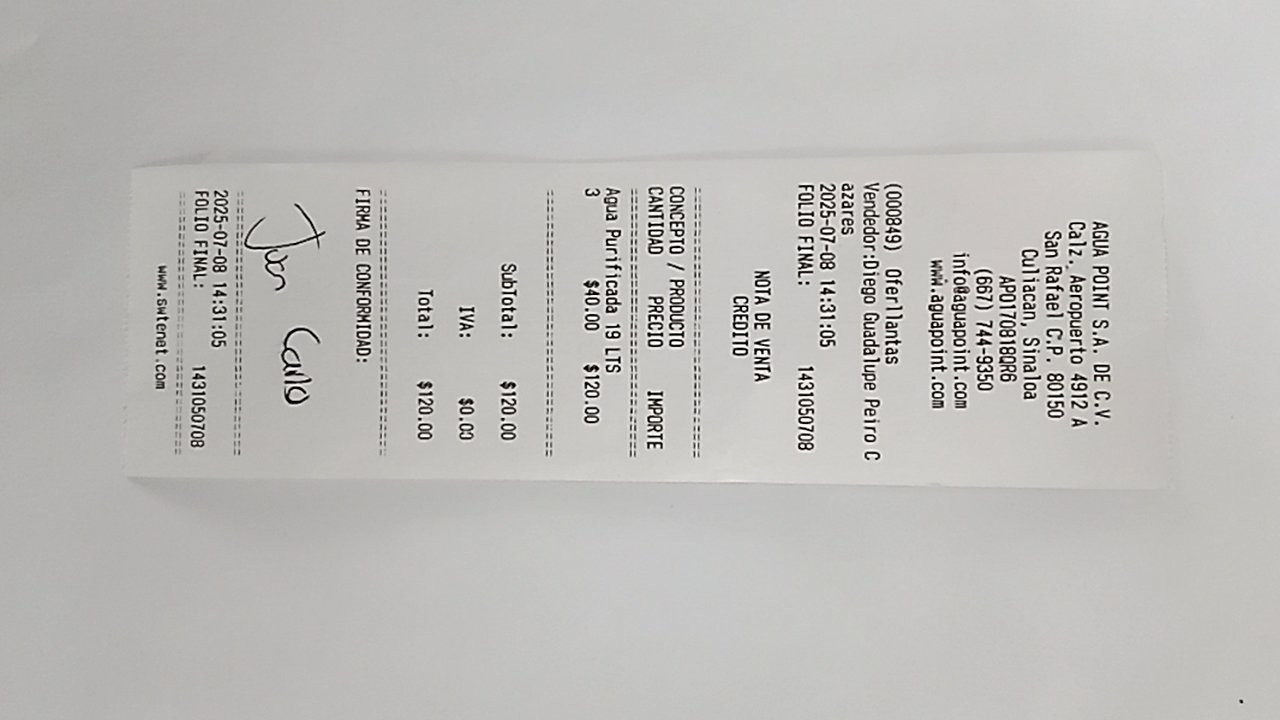 AGUA POINT S.A. DE C.V.
Calz. Aeropuerto 4912 A
San Rafael C.P. 80150
Culiacan, Sinaloa
APO170818QR6
(667) 744-9350
info@aguapoint.com
www.aguapoint.com
(000849) Oferllantas
Vendedor:Diego Guadalupe Peiro C
azares
2025-07-08 14:31:05
FOLIO FINAL: 1431050708
NOTA DE VENTA
CREDITO
================================
CONCEPTO / PRODUCTO
CANTIDAD PRECIO IMPORTE
================================
Agua Purificada 19 LTS
3 $40.00 $120.00
================================
SubTotal: $120.00
IVA: $0.00
Total: $120.00
================================
FIRMA DE CONFORMIDAD:
Juan Carlo
================================
2025-07-08 14:31:05
FOLIO FINAL: 1431050708
================================
www.swtenet.com